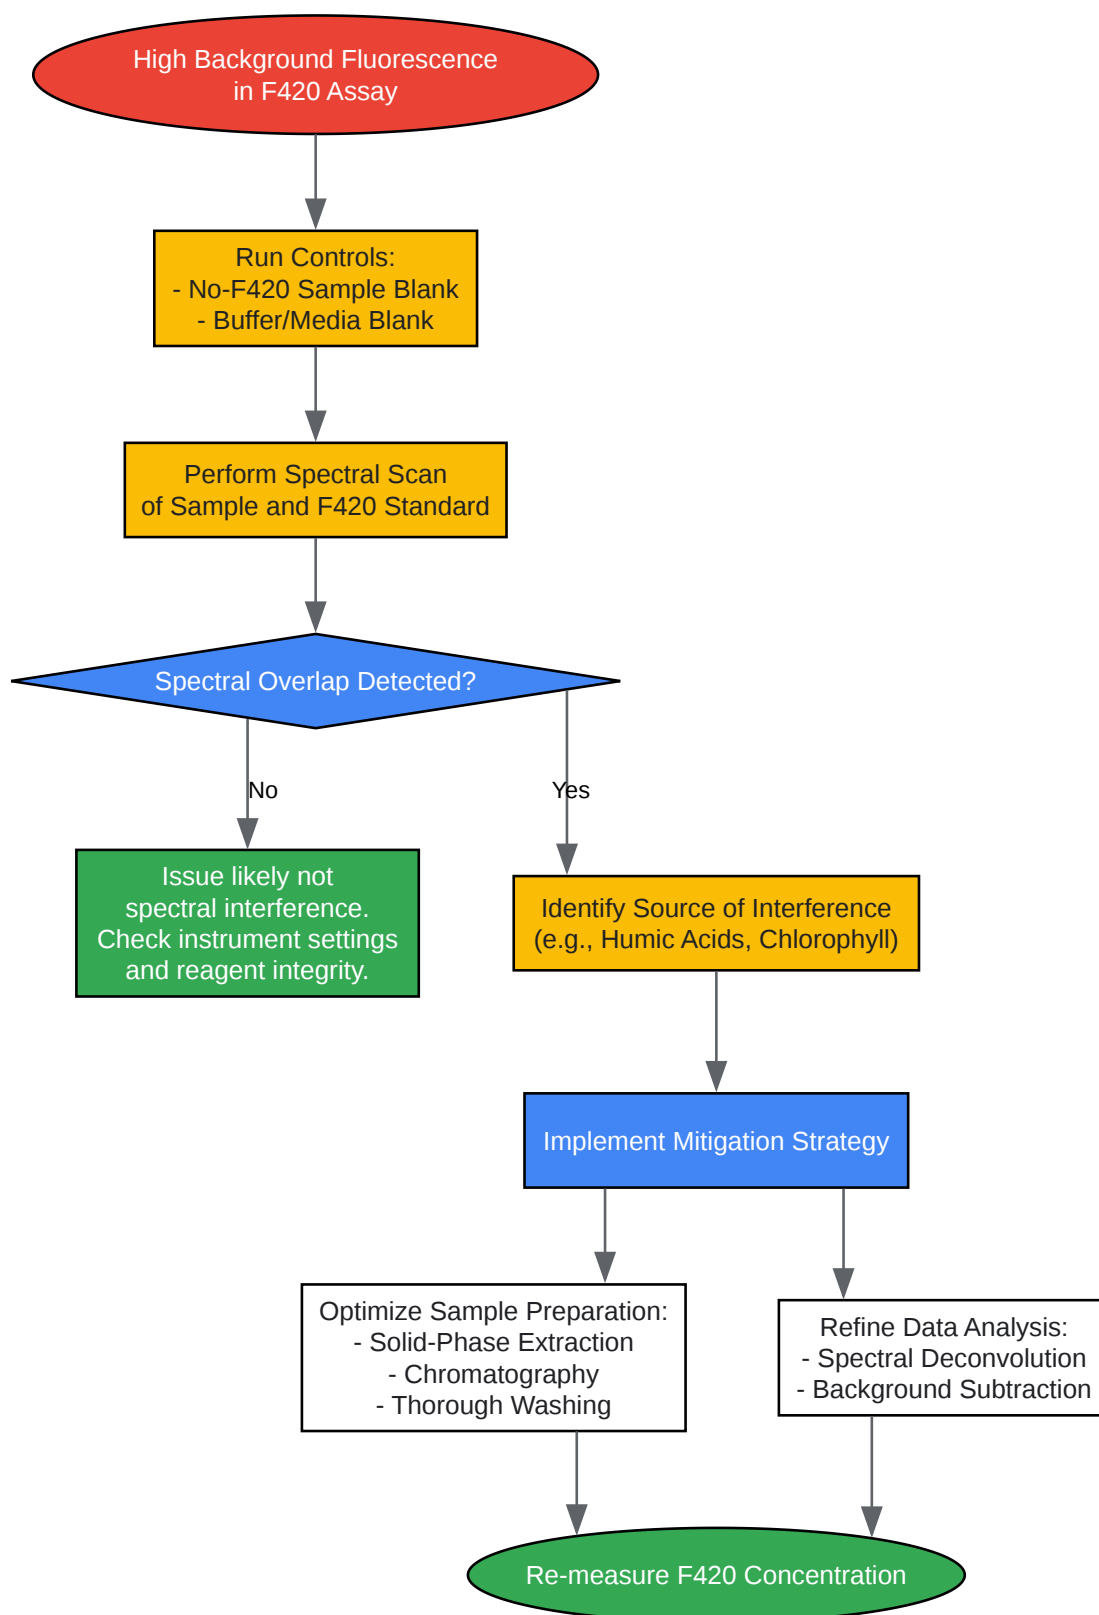 High Background Fluorescence
in F420 Assay
Run Controls:
- No-F420 Sample Blank
- Buffer/Media Blank
Perform Spectral Scan
of Sample and F420 Standard
Spectral Overlap Detected?
No
Yes
Issue likely not
spectral interference.
Check instrument settings
and reagent integrity.
Identify Source of Interference
(e.g., Humic Acids, Chlorophyll)
Implement Mitigation Strategy
Optimize Sample Preparation:
- Solid-Phase Extraction
- Chromatography
- Thorough Washing
Refine Data Analysis:
- Spectral Deconvolution
- Background Subtraction
Re-measure F420 Concentration